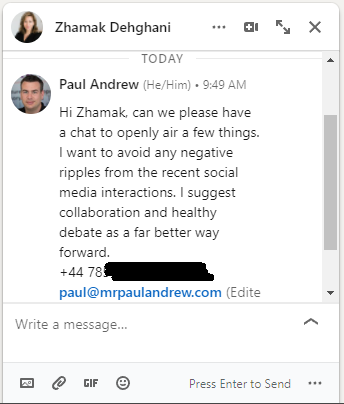 Zhamak Dehghani
TODAY
Paul Andrew (He/Him) • 9:49 AM
Hi Zhamak, can we please have
a chat to openly air a few things.
I want to avoid any negative
ripples from the recent social
media interactions. I suggest
collaboration and healthy
debate as a far better way
forward.
+44 78
paul@mrpaulandrew.com (Edite
Write a message...
GIF
Press Enter to Send